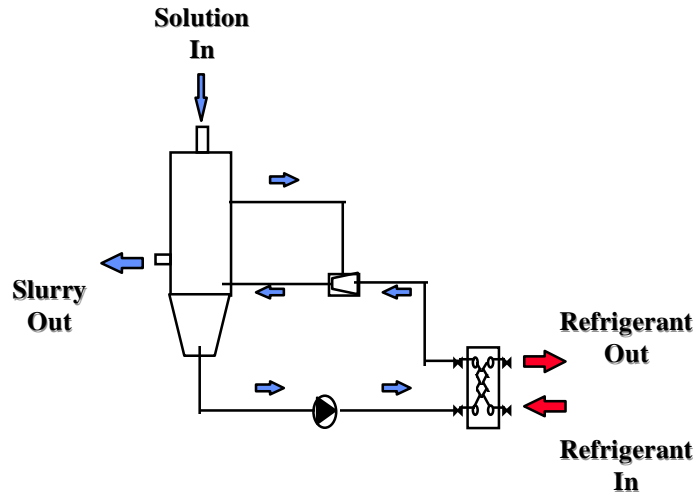 Solution
In
Slurry
Out
Refrigerant
Out
Refrigerant
In